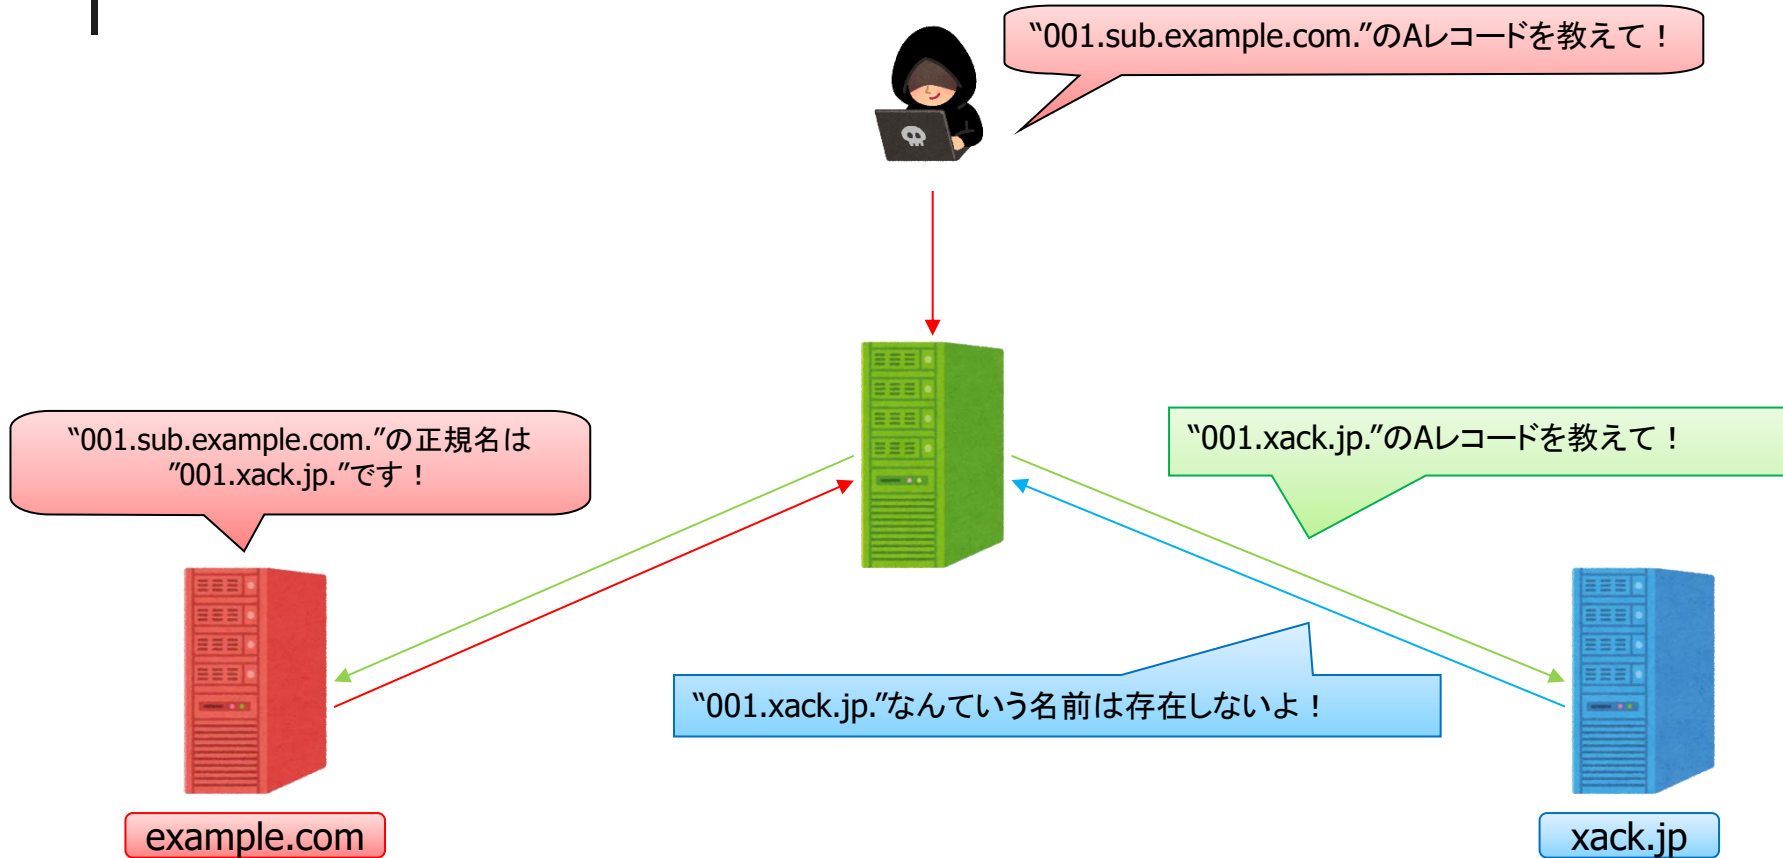 “001.sub.example.com.”のAレコードを教えて！
“001.sub.example.com.”の正規名は
”001.xack.jp.”です！
“001.xack.jp.”のAレコードを教えて！
“001.xack.jp.”なんていう名前は存在しないよ！
example.com
xack.jp